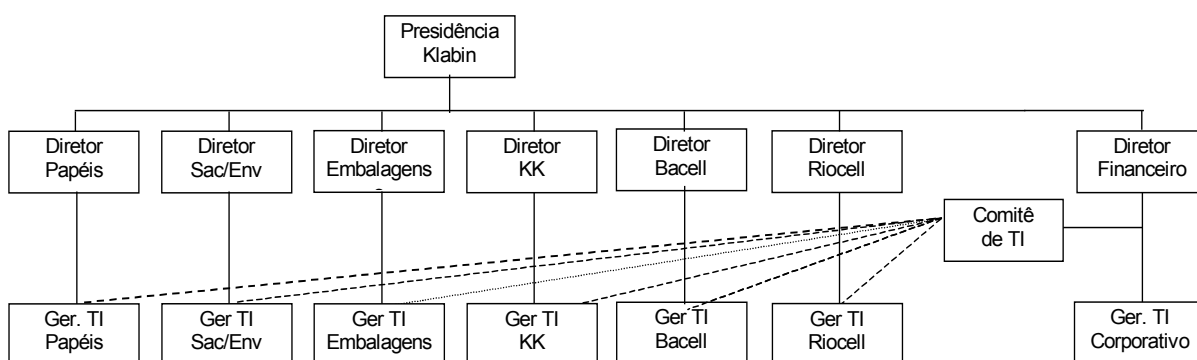 Presidência
Klabin
Diretor
Papéis
Diretor
Sac/Env
Diretor
Embalagens
Diretor
KK
Diretor
Bacell
Diretor
Riocell
Diretor
Financeiro
Comitê
de TI
Ger. TI
Papéis
Ger TI
Sac/Env
Ger TI
Embalagens
Ger TI
KK
Ger TI
Bacell
Ger TI
Riocell
Ger. TI
Corporativo